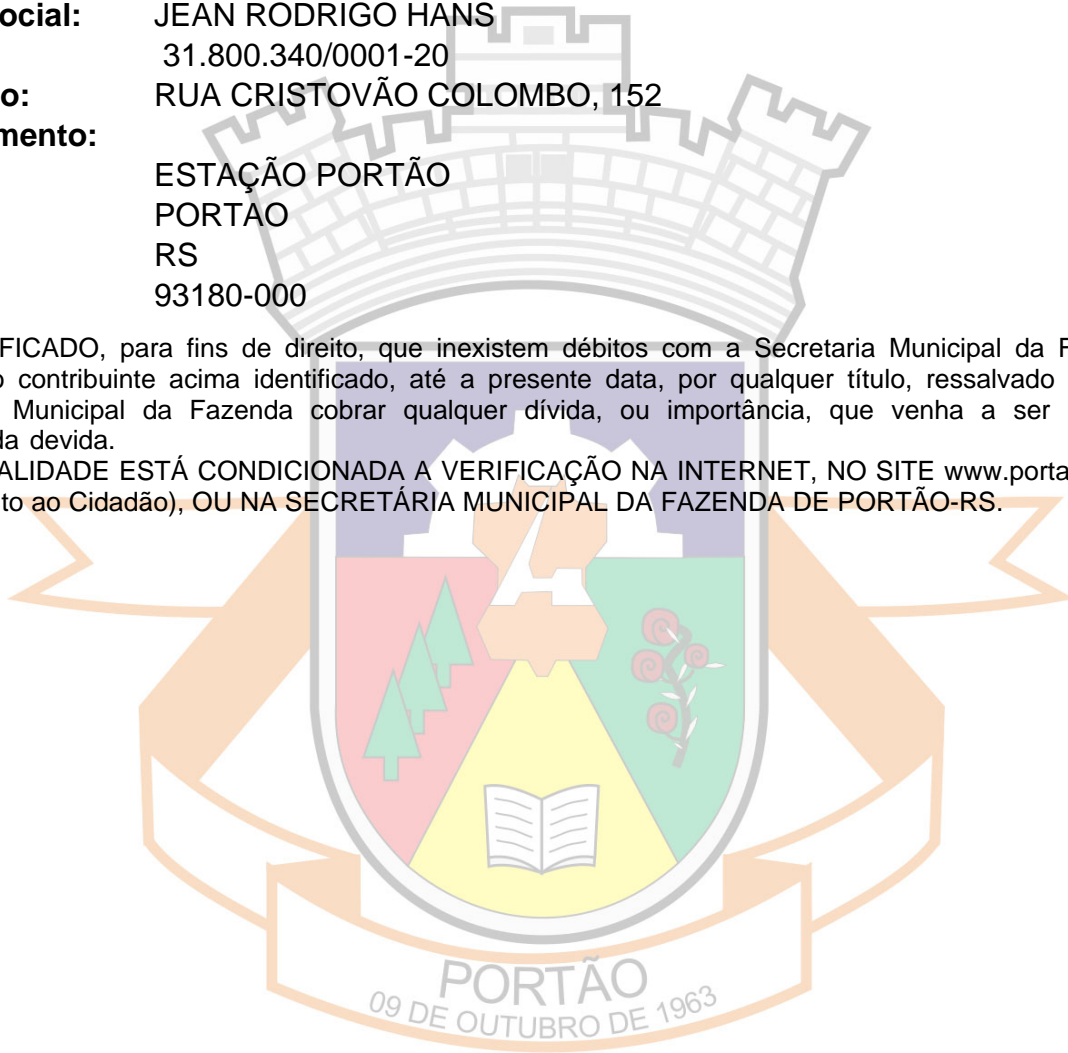 ocial: JEAN RODRIGO HANS
31.800.340/0001-20
o: RUA CRISTOVÃO COLOMBO, 152
mento:
ESTAÇÃO PORTÃO
PORTAO
RS
93180-000
FICADO, para fins de direito, que inexistem débitos com a Secretaria Municipal da F
o contribuinte acima identificado, até a presente data, por qualquer título, ressalvado
Municipal da Fazenda cobrar qualquer dívida, ou importância, que venha a ser
da devida.
ALIDADE ESTÁ CONDICIONADA A VERIFICAÇÃO NA INTERNET, NO SITE www.porta
to ao Cidadão), OU NA SECRETÁRIA MUNICIPAL DA FAZENDA DE PORTÃO-RS.
PORTÃO
09 DE OUTUBRO DE 1963